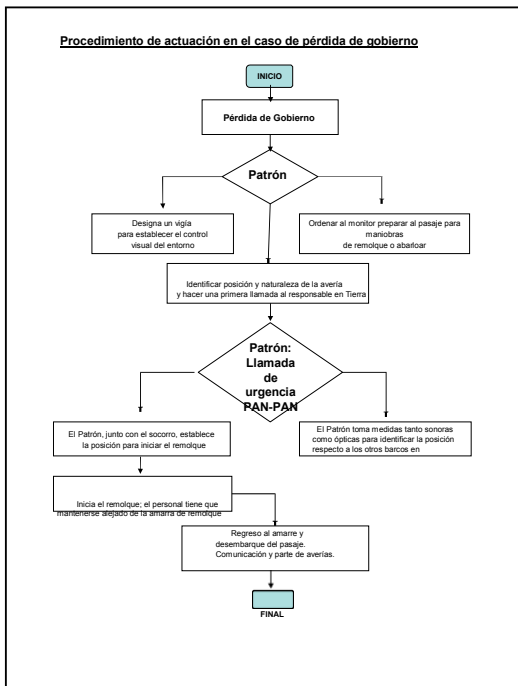 Procedimiento de actuación en el caso de pérdida de gobierno
INICIO
Pérdida de Gobierno
Patrón
Designa un vigía
para establecer el control
visual del entorno
Ordenar al monitor preparar al pasaje para
maniobras
de remolque o abarloar
Identificar posición y naturaleza de la avería
y hacer una primera llamada al responsable en Tierra
Patrón:
Llamada
de
urgencia
PAN-PAN
El Patrón, junto con el socorro, establece
la posición para iniciar el remolque
El Patrón toma medidas tanto sonoras
como ópticas para identificar la posición
respecto a los otros barcos en
Inicia el remolque; el personal tiene que
mantenerse alejado de la amarra de remolque
Regreso al amarre y
desembarque del pasaje.
Comunicación y parte de averías.
FINAL